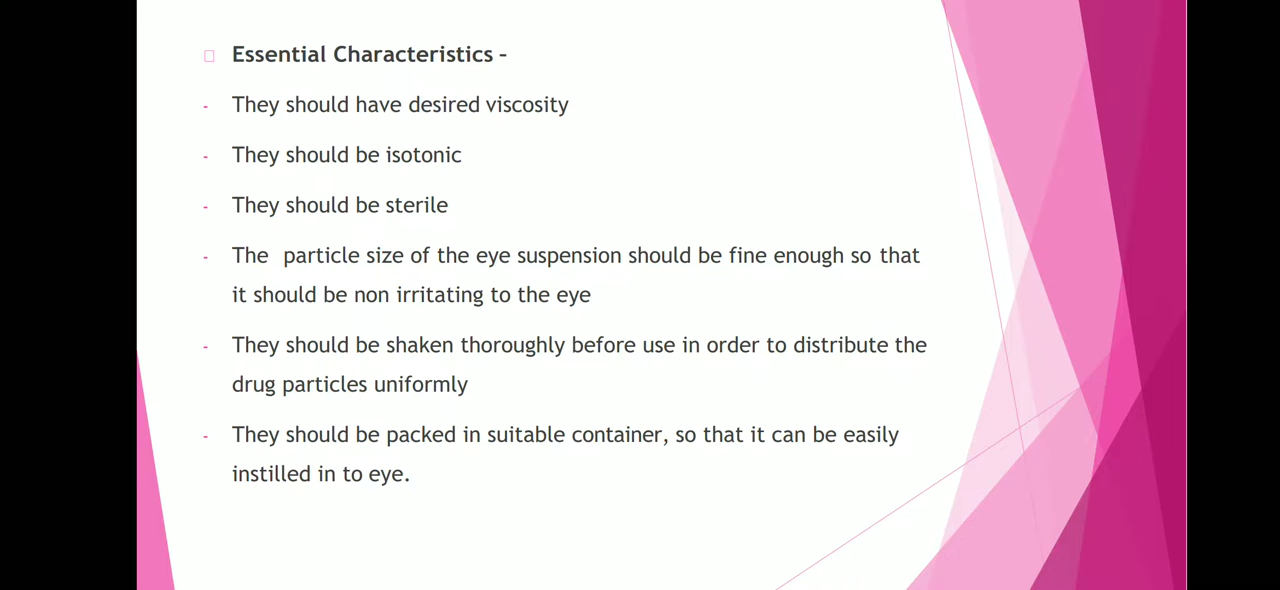 Essential Characteristics –
- They should have desired viscosity
- They should be isotonic
- They should be sterile
- The particle size of the eye suspension should be fine enough so that
it should be non irritating to the eye
- They should be shaken thoroughly before use in order to distribute the
drug particles uniformly
- They should be packed in suitable container, so that it can be easily
instilled in to eye.